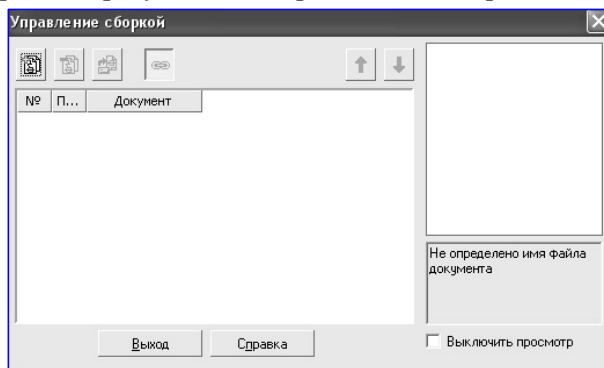 Управление сборкой
№ П... Документ
Не определено имя файла
документа
Выход Справка
Выключить просмотр